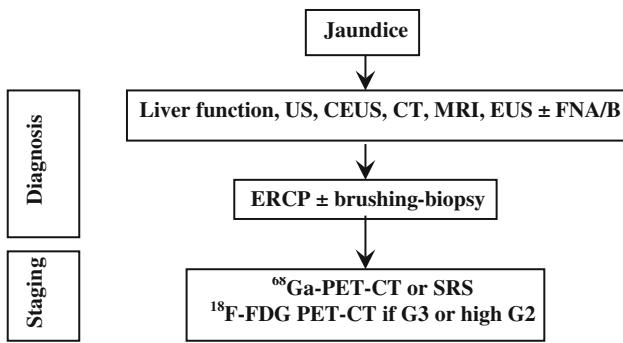 Jaundice
Diagnosis
Liver function, US, CEUS, CT, MRI, EUS ± FNA/B
ERCP ± brushing-biopsy
Staging
⁶⁸Ga-PET-CT or SRS
¹⁸F-FDG PET-CT if G3 or high G2